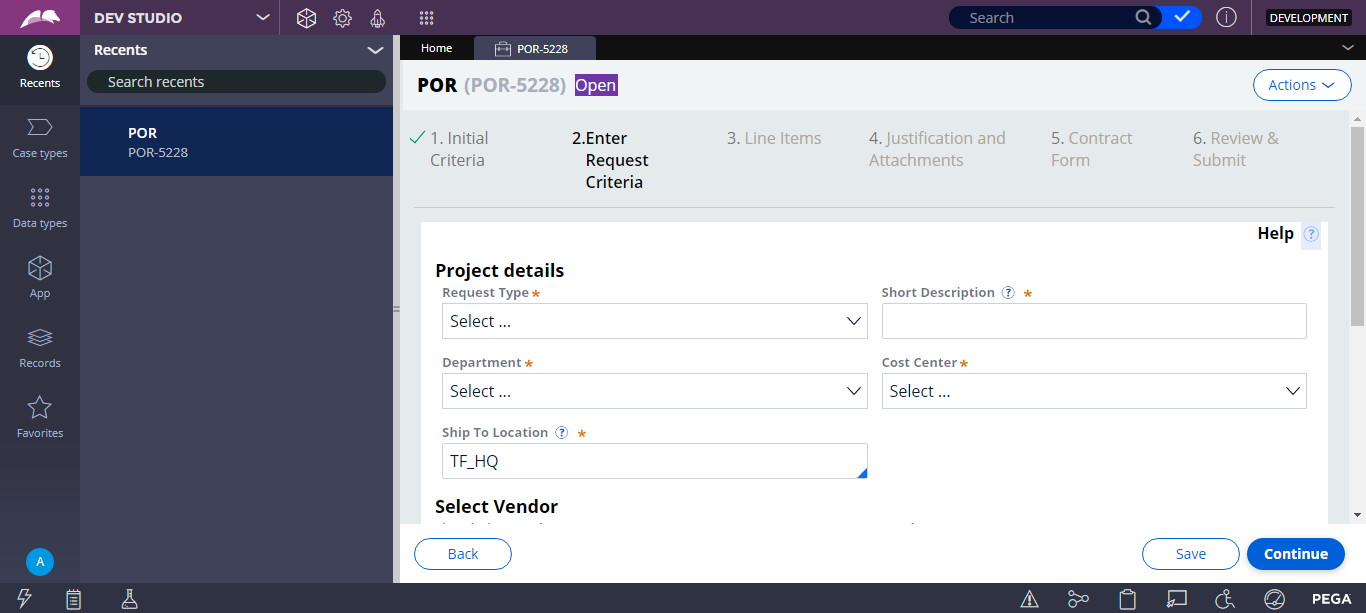 DEV STUDIO
Search
DEVELOPMENT
Recents
Case types
Data types
App
Records
Favorites
A
Recents
Search recents
POR
POR-5228
Home
POR-5228
POR (POR-5228) Open
Actions
1. Initial
Criteria
2.Enter
Request
Criteria
3. Line Items
4. Justification and
Attachments
5. Contract
Form
6. Review &
Submit
Help ?
Project details
Request Type *
Select ...
Short Description ? *
Department *
Select ...
Cost Center *
Select ...
Ship To Location ? *
TF_HQ
Select Vendor
Back
Save
Continue
PEGA